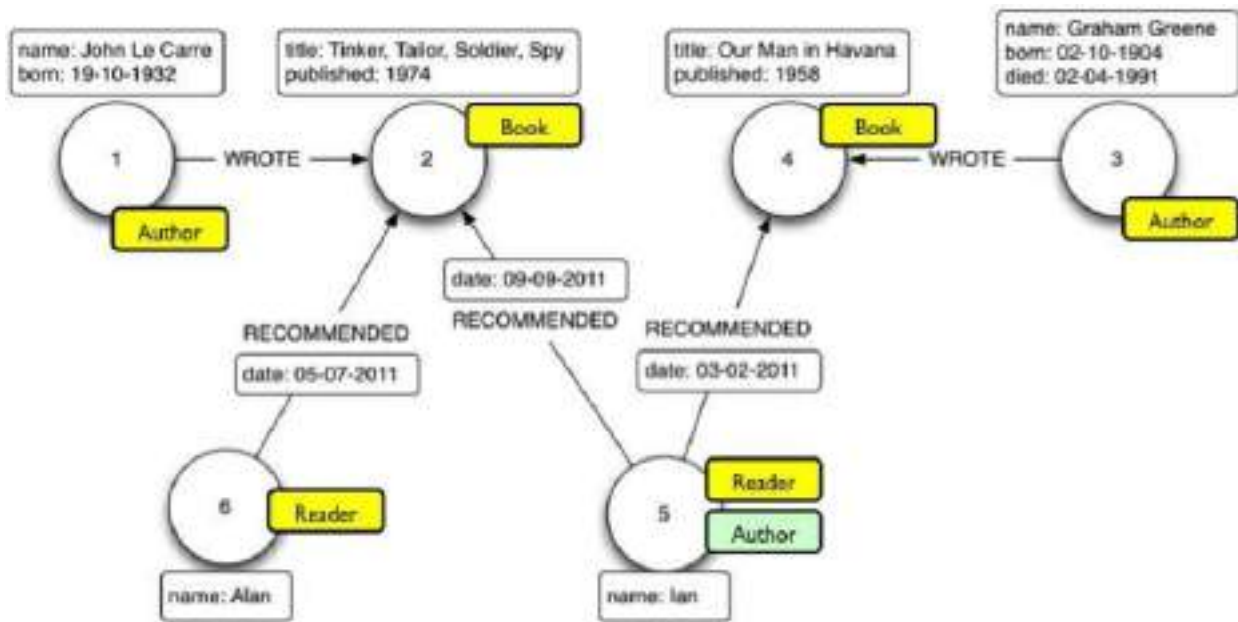 name: John Le Carre
born: 19-10-1932
title: Tinker, Tailor, Soldier, Spy
published: 1974
title: Our Man in Havana
published: 1958
name: Graham Greene
born: 02-10-1904
died: 02-04-1991
1
WROTE
2
Book
4
Book
WROTE
3
Author
Author
date: 09-09-2011
RECOMMENDED
RECOMMENDED
date: 05-07-2011
RECOMMENDED
date: 03-02-2011
6
Reader
5
Reader
Author
name: Alan
name: Ian